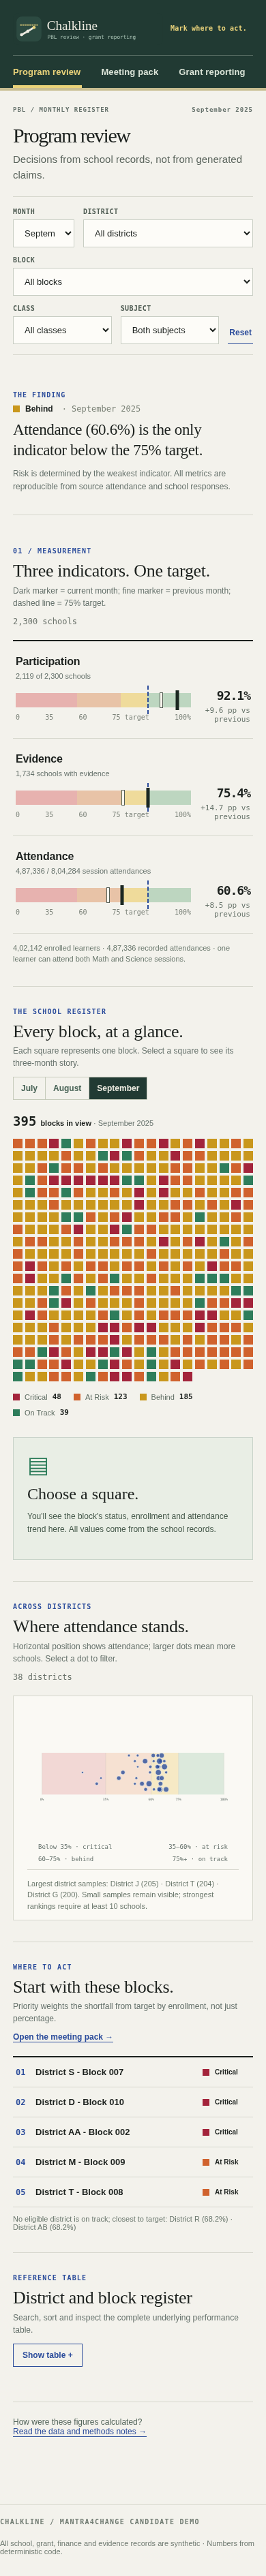 Chalkline
PBL review · grant reporting
Mark where to act.
Program review
Meeting pack
Grant reporting
PBL / MONTHLY REGISTER
September 2025
Program review
Decisions from school records, not from generated
claims.
MONTH
DISTRICT
Septem
All districts
BLOCK
All blocks
CLASS
SUBJECT
All classes
Both subjects
Reset
THE FINDING
Behind · September 2025
Attendance (60.6%) is the only
indicator below the 75% target.
Risk is determined by the weakest indicator. All metrics are
reproducible from source attendance and school responses.
01 / MEASUREMENT
Three indicators. One target.
Dark marker = current month; fine marker = previous month;
dashed line = 75% target.
2,300 schools
Participation
2,119 of 2,300 schools
92.1%
+9.6 pp vs
previous
0 35 60 75 target 100%
Evidence
1,734 schools with evidence
75.4%
+14.7 pp vs
previous
0 35 60 75 target 100%
Attendance
4,87,336 / 8,04,284 session attendances
60.6%
+8.5 pp vs
previous
0 35 60 75 target 100%
4,02,142 enrolled learners · 4,87,336 recorded attendances · one
learner can attend both Math and Science sessions.
THE SCHOOL REGISTER
Every block, at a glance.
Each square represents one block. Select a square to see its
three-month story.
July
August
September
395 blocks in view · September 2025
Critical 48
At Risk 123
Behind 185
On Track 39
Choose a square.
You'll see the block's status, enrollment and attendance
trend here. All values come from the school records.
ACROSS DISTRICTS
Where attendance stands.
Horizontal position shows attendance; larger dots mean more
schools. Select a dot to filter.
38 districts
0% 35% 60% 75% 100%
Below 35% · critical
35–60% · at risk
60–75% · behind
75%+ · on track
Largest district samples: District J (205) · District T (204) ·
District G (200). Small samples remain visible; strongest
rankings require at least 10 schools.
WHERE TO ACT
Start with these blocks.
Priority weights the shortfall from target by enrollment, not just
percentage.
Open the meeting pack →
01 District S - Block 007 Critical
02 District D - Block 010 Critical
03 District AA - Block 002 Critical
04 District M - Block 009 At Risk
05 District T - Block 008 At Risk
No eligible district is on track; closest to target: District R (68.2%) ·
District AB (68.2%)
REFERENCE TABLE
District and block register
Search, sort and inspect the complete underlying performance
table.
Show table +
How were these figures calculated?
Read the data and methods notes →
CHALKLINE / MANTRA4CHANGE CANDIDATE DEMO
All school, grant, finance and evidence records are synthetic · Numbers from
deterministic code.